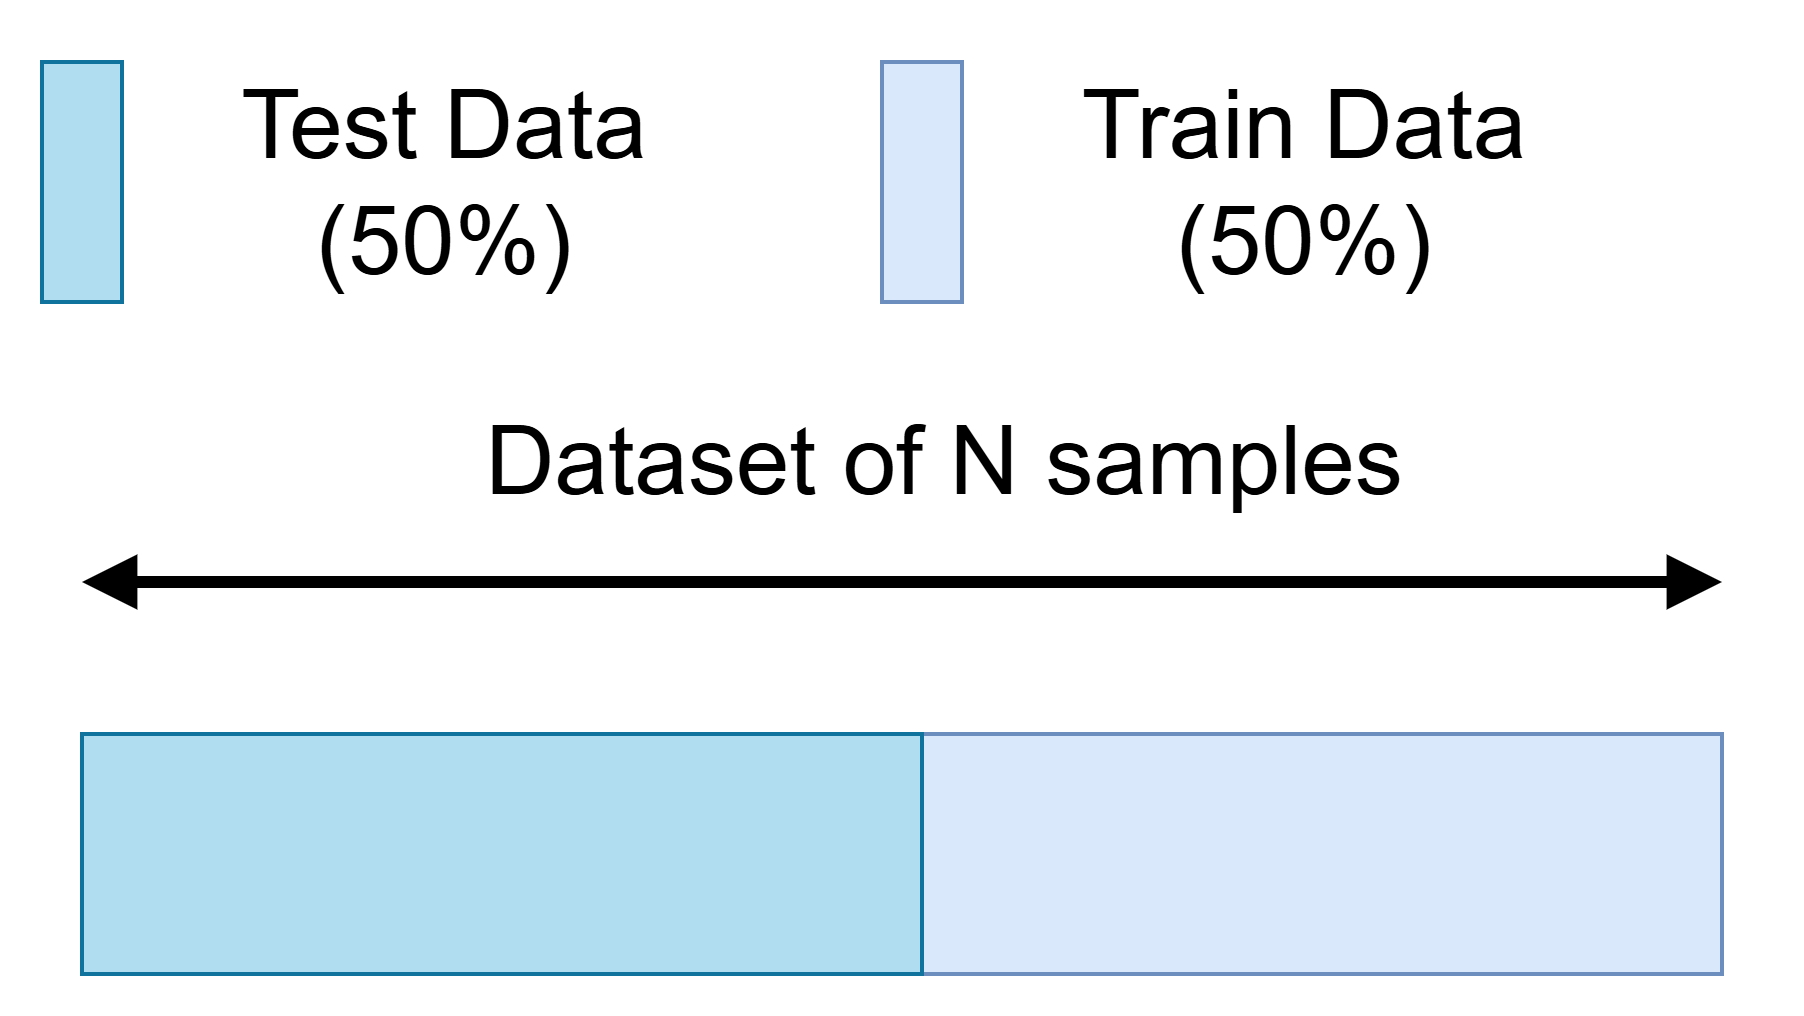 Test Data
(50%)
Train Data
(50%)
Dataset of N samples